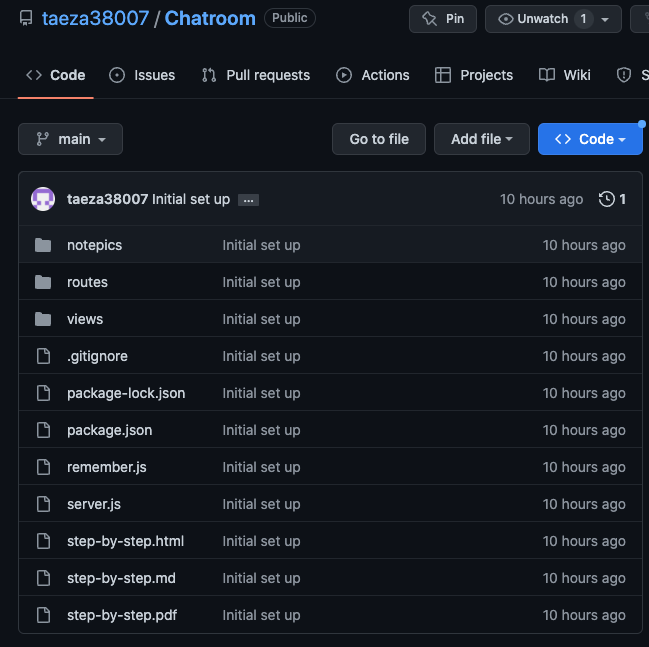 taeza38007 / Chatroom Public Pin Unwatch 1
Code Issues Pull requests Actions Projects Wiki S
main Go to file Add file Code
taeza38007 Initial set up ... 10 hours ago 1
notepics Initial set up 10 hours ago
routes Initial set up 10 hours ago
views Initial set up 10 hours ago
.gitignore Initial set up 10 hours ago
package-lock.json Initial set up 10 hours ago
package.json Initial set up 10 hours ago
remember.js Initial set up 10 hours ago
server.js Initial set up 10 hours ago
step-by-step.html Initial set up 10 hours ago
step-by-step.md Initial set up 10 hours ago
step-by-step.pdf Initial set up 10 hours ago